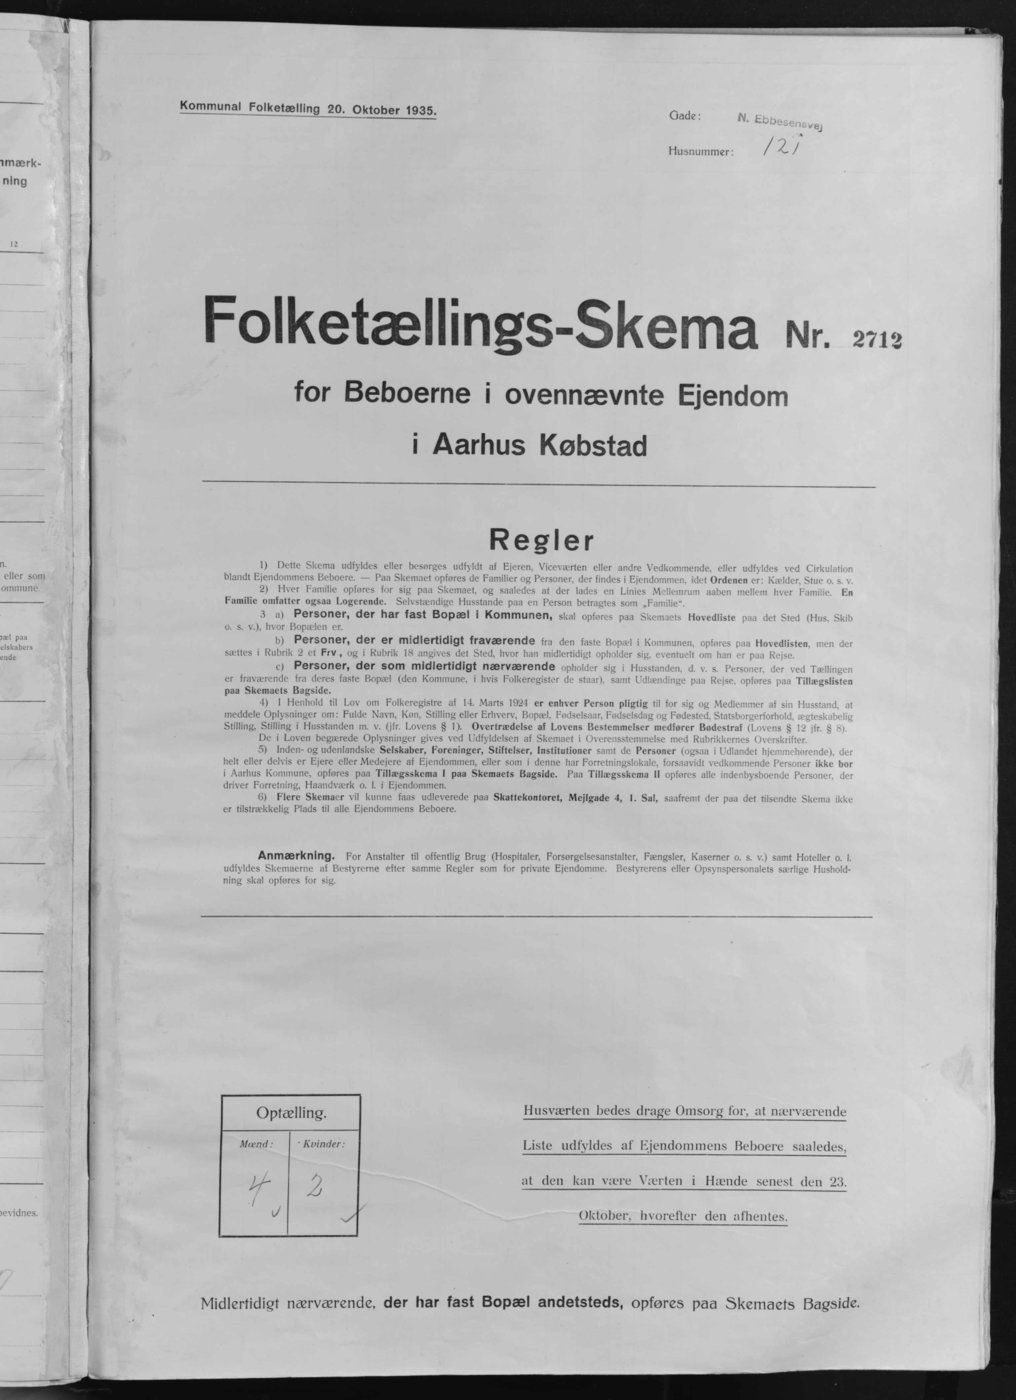 nmærk-
ning
12
n.
eller som
ommune.
pæl paa
elskabers
ende
bevidnes.
Kommunal Folketælling 20. Oktober 1935.
Gade: N. Ebbesensvej
Husnummer: 12
Folketællings-Skema Nr. 2712
for Beboerne i ovennævnte Ejendom
i Aarhus Købstad
Regler
1) Dette Skema udfyldes eller besørges udfyldt af Ejeren, Viceværten eller andre Vedkommende, eller udfyldes ved Cirkulation
blandt Ejendommens Beboere. — Paa Skemaet opføres de Familier og Personer, der findes i Ejendommen, idet Ordenen er: Kælder, Stue o. s. v.
2) Hver Familie opføres for sig paa Skemaet, og saaledes at der lades en Linies Mellemrum aaben mellem hver Familie. En
Familie omfatter ogsaa Logerende. Selvstændige Husstande paa en Person betragtes som „Familie“.
3 a) Personer, der har fast Bopæl i Kommunen, skal opføres paa Skemaets Hovedliste paa det Sted (Hus, Skib
o. s. v.), hvor Bopælen er.
b) Personer, der er midlertidigt fraværende fra den faste Bopæl i Kommunen, opføres paa Hovedlisten, men der
sættes i Rubrik 2 et Frv., og i Rubrik 18 angives det Sted, hvor han midlertidigt opholder sig, eventuelt om han er paa Rejse.
c) Personer, der som midlertidigt nærværende opholder sig i Husstanden, d. v. s. Personer, der ved Tællingen
er fraværende fra deres faste Bopæl (den Kommune, i hvis Folkeregister de staar), samt Udlændinge paa Rejse, opføres paa Tillægslisten
paa Skemaets Bagside.
4) I Henhold til Lov om Folkeregistre af 14. Marts 1924 er enhver Person pligtig til for sig og Medlemmer af sin Husstand, at
meddele Oplysninger om: Fulde Navn, Køn, Stilling eller Erhverv, Bopæl, Fødselsaar, Fødselsdag og Fødested, Statsborgerforhold, ægteskabelig
Stilling, Stilling i Husstanden m. v. (jfr. Lovens § 1). Overtrædelse af Lovens Bestemmelser medfører Bødestraf (Lovens § 12 jfr. § 8).
De i Loven begærede Oplysninger gives ved Udfyldelsen af Skemaet i Overensstemmelse med Rubrikkernes Overskrifter.
5) Inden- og udenlandske Selskaber, Foreninger, Stiftelser, Institutioner samt de Personer (ogsaa i Udlandet hjemmehørende), der
helt eller delvis er Ejere eller Medejere af Ejendommen, eller som i denne har Forretningslokale, forsaavidt vedkommende Personer ikke bor
i Aarhus Kommune, opføres paa Tillægsskema I paa Skemaets Bagside. Paa Tillægsskema II opføres alle indenbysboende Personer, der
driver Forretning, Haandværk o. l. i Ejendommen.
6) Flere Skemaer vil kunne faas udleverede paa Skattekontoret, Mejlgade 4, 1. Sal, saafremt der paa det tilsendte Skema ikke
er tilstrækkelig Plads til alle Ejendommens Beboere.
Anmærkning. For Anstalter til offentlig Brug (Hospitaler, Forsørgelsesanstalter, Fængsler, Kaserner o. s. v.) samt Hoteller o. l.
udfyldes Skemaerne af Bestyrerne efter samme Regler som for private Ejendomme. Bestyrerens eller Opsynspersonalets særlige Hushold-
ning skal opføres for sig.
Optælling.
Mænd: Kvinder:
4 2
Husværten bedes drage Omsorg for, at nærværende
Liste udfyldes af Ejendommens Beboere saaledes,
at den kan være Værten i Hænde senest den 23.
Oktober, hvorefter den afhentes.
Midlertidigt nærværende, der har fast Bopæl andetsteds, opføres paa Skemaets Bagside.